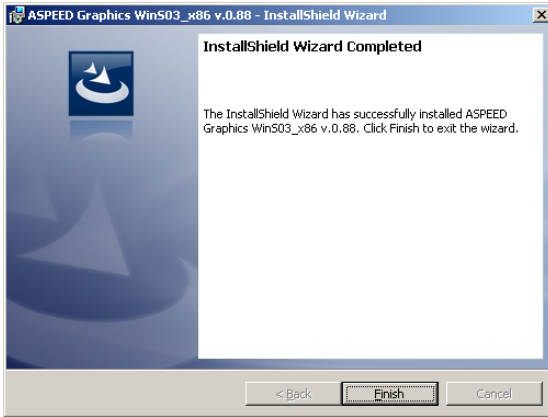 ASPEED Graphics WinS03_x86 v.0.88 - InstallShield Wizard
InstallShield Wizard Completed
The InstallShield Wizard has successfully installed ASPEED
Graphics WinS03_x86 v.0.88. Click Finish to exit the wizard.
< Back
Finish
Cancel